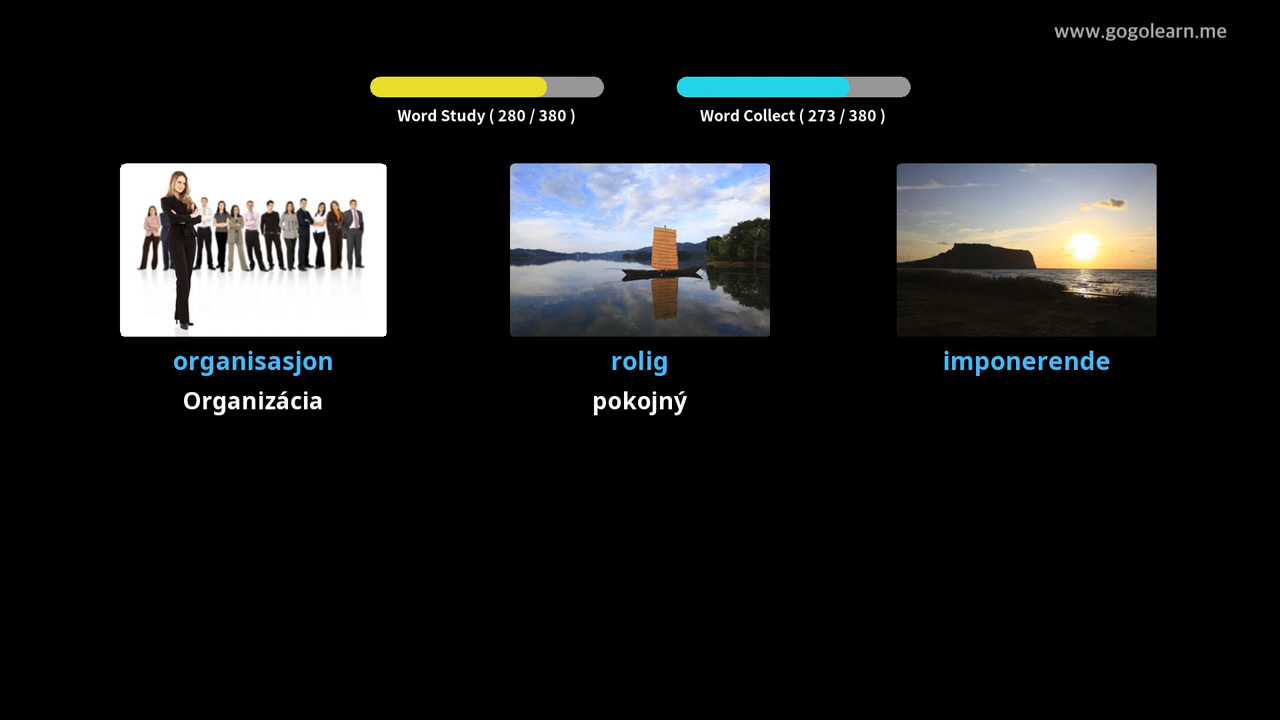 www.gogolearn.me
Word Study ( 280 / 380 )
Word Collect ( 273 / 380 )
organisasjon
rolig
imponerende
Organizácia
pokojný